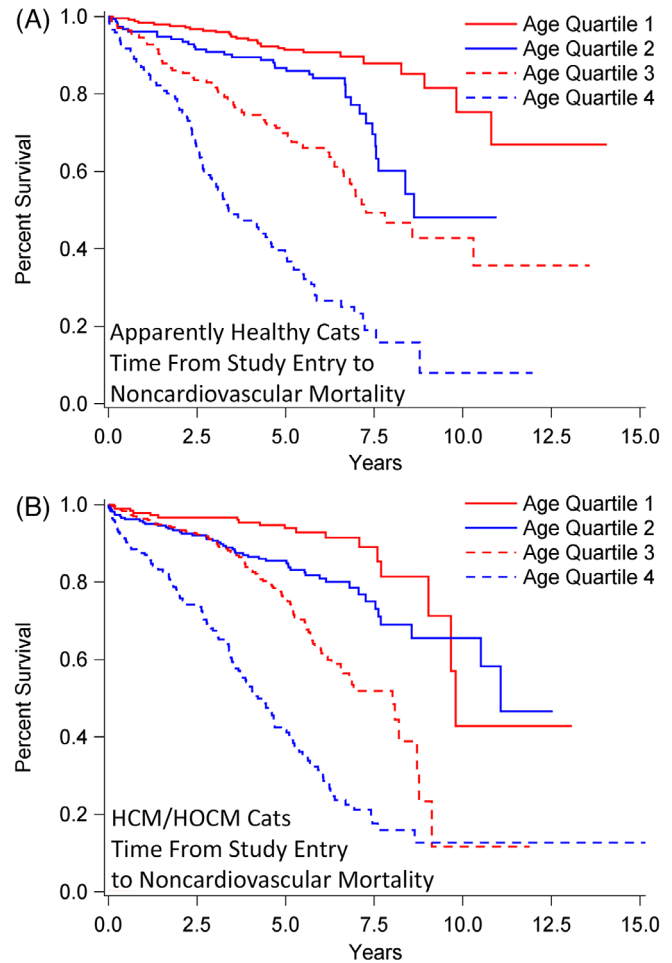 (A)
Age Quartile 1
Age Quartile 2
Age Quartile 3
Age Quartile 4
Percent Survival
1.0
0.8
0.6
0.4
0.2
0.0
Apparently Healthy Cats
Time From Study Entry to
Noncardiovascular Mortality
0.0 2.5 5.0 7.5 10.0 12.5 15.0
Years
(B)
Age Quartile 1
Age Quartile 2
Age Quartile 3
Age Quartile 4
Percent Survival
1.0
0.8
0.6
0.4
0.2
0.0
HCM/HOCM Cats
Time From Study Entry
to Noncardiovascular Mortality
0.0 2.5 5.0 7.5 10.0 12.5 15.0
Years